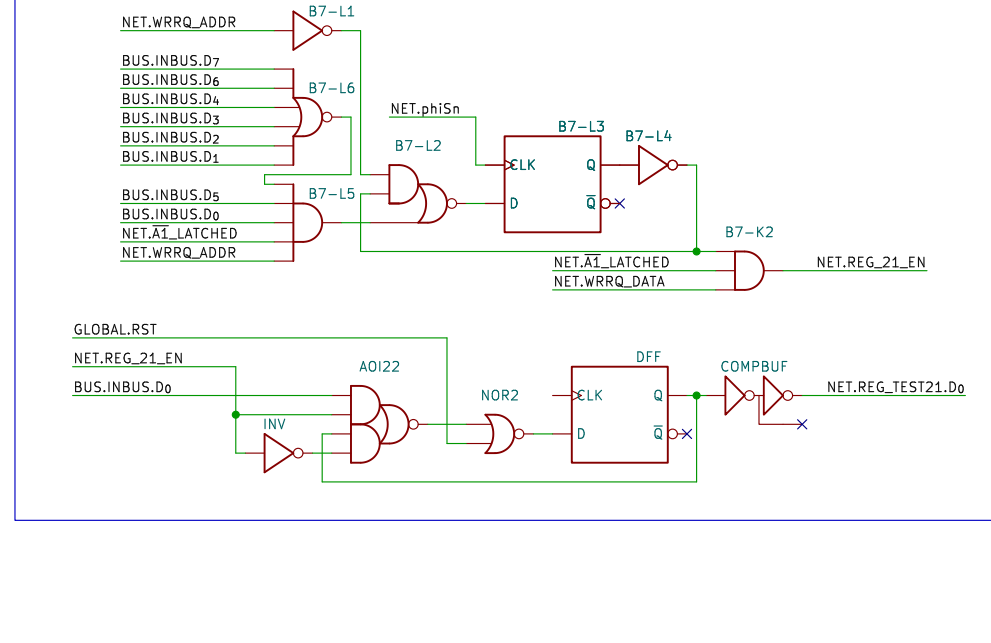 B7-L1
NET.WRRQ_ADDR
BUS.INBUS.D7
BUS.INBUS.D6
B7-L6
BUS.INBUS.D4
NET.phiSn
BUS.INBUS.D3
B7-L3
BUS.INBUS.D2
B7-L2
B7-L4
BUS.INBUS.D1
CLK
Q
BUS.INBUS.D5
B7-L5
D
Q̅
BUS.INBUS.D0
NET.A̅1̅_LATCHED
B7-K2
NET.WRRQ_ADDR
NET.A̅1̅_LATCHED
NET.REG_21_EN
NET.WRRQ_DATA
GLOBAL.RST
NET.REG_21_EN
AOI22
DFF
COMPBUF
BUS.INBUS.D0
NOR2
CLK
Q
NET.REG_TEST21.D0
INV
D
Q̅